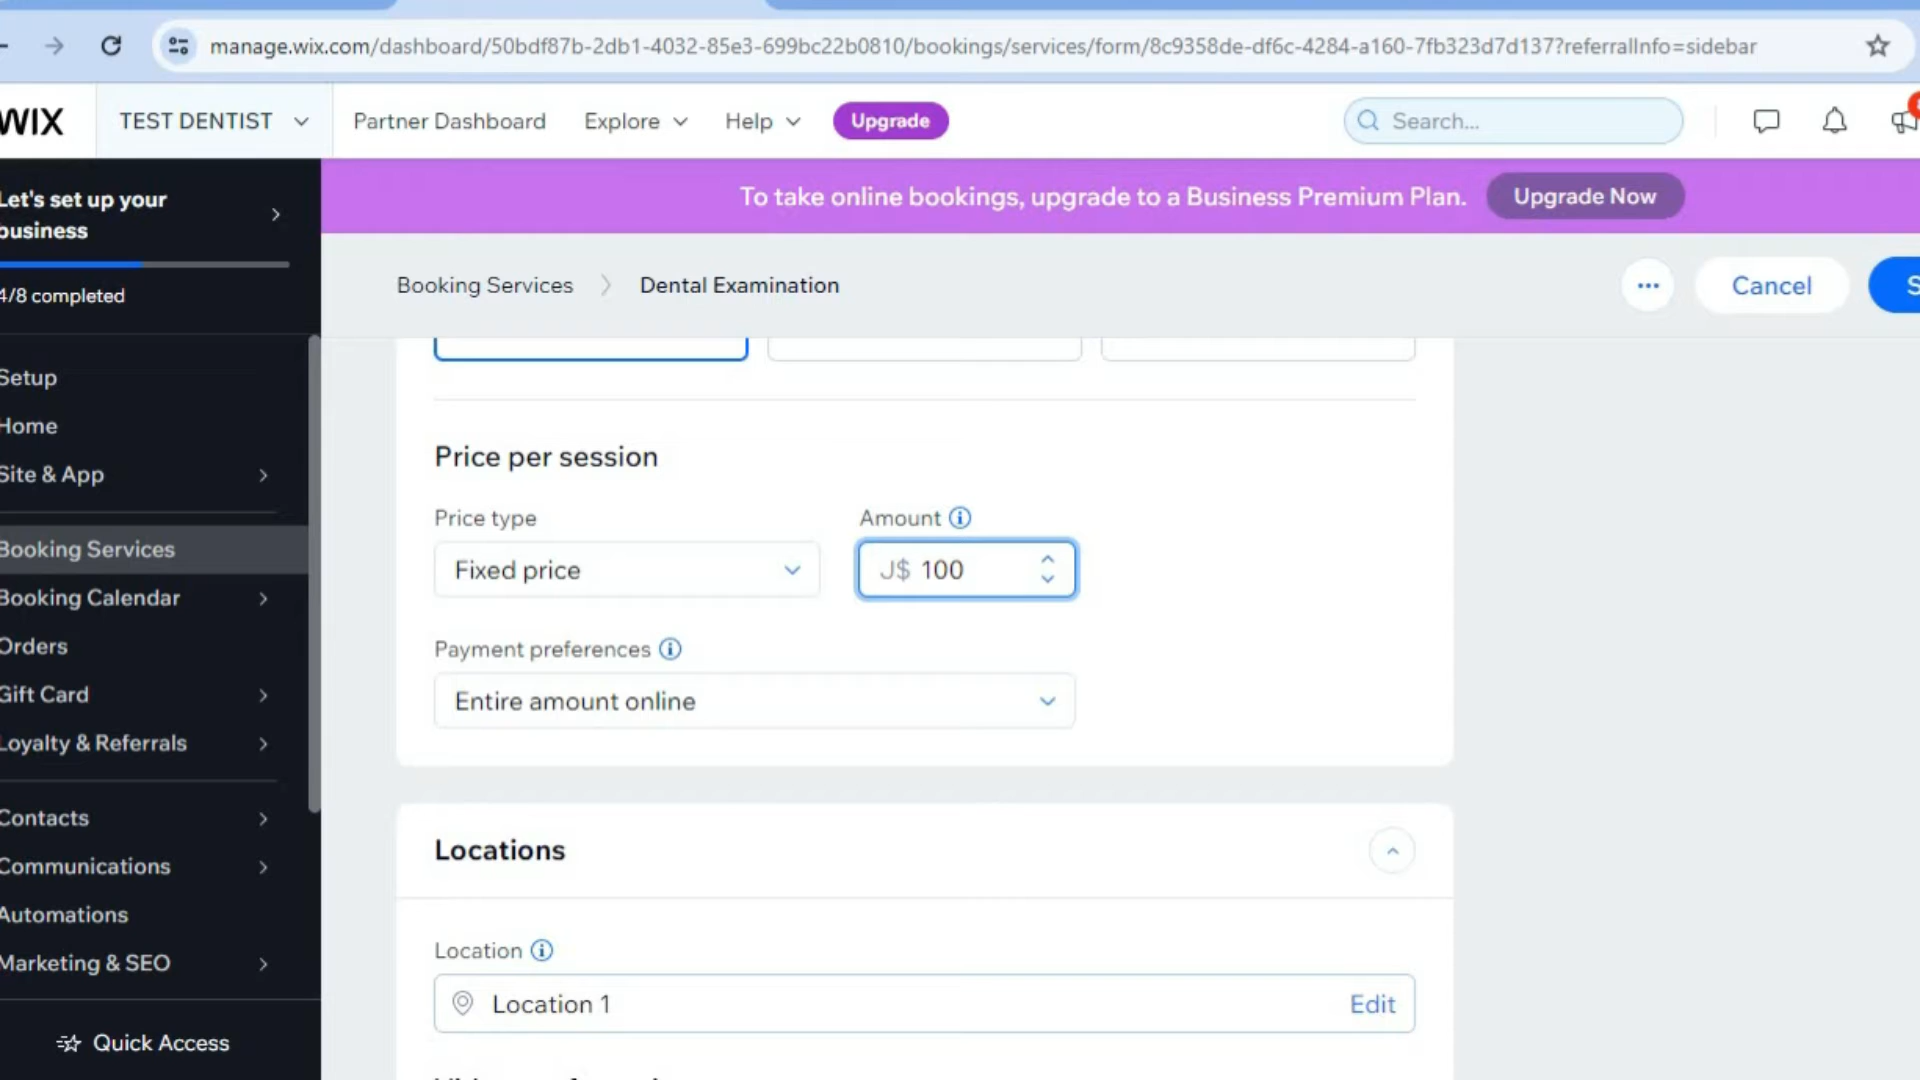 manage.wix.com/dashboard/50bdf87b-2db1-4032-85e3-699bc22b0810/bookings/services/form/8c9358de-df6c-4284-a160-7fb323d7d137?referralInfo=sidebar
WIX
TEST DENTIST
Partner Dashboard
Explore
Help
Upgrade
Search...
Let's set up your
business
4/8 completed
To take online bookings, upgrade to a Business Premium Plan.
Upgrade Now
Booking Services
Dental Examination
Cancel
Setup
Home
Site & App
Booking Services
Booking Calendar
Orders
Gift Card
Loyalty & Referrals
Contacts
Communications
Automations
Marketing & SEO
Quick Access
Price per session
Price type
Amount
Fixed price
J$ 100
Payment preferences
Entire amount online
Locations
Location
Location 1
Edit